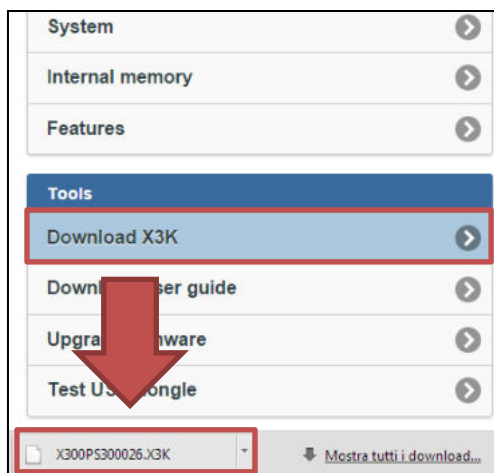 System
Internal memory
Features
Tools
Download X3K
Downl ser guide
Upgra ware
Test US ongle
X300PS300026.X3K
Mostra tutti i download...